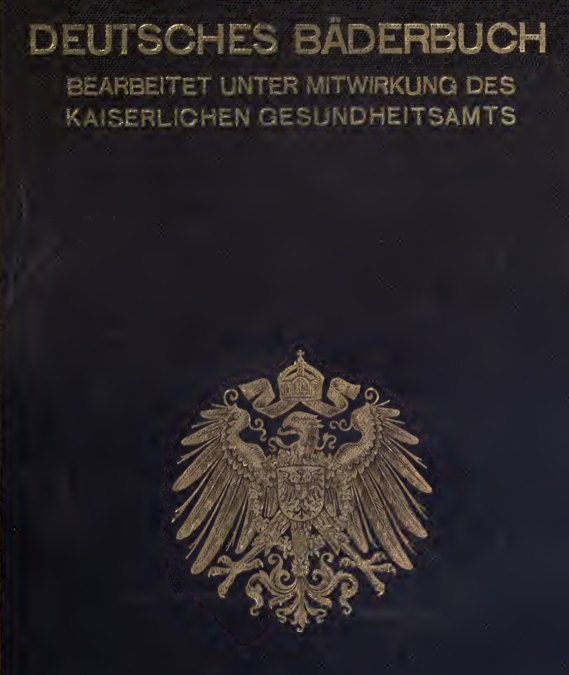 DEUTSCHES BÄDERBUCH
BEARBEITET UNTER MITWIRKUNG DES
KAISERLICHEN GESUNDHEITSAMTS